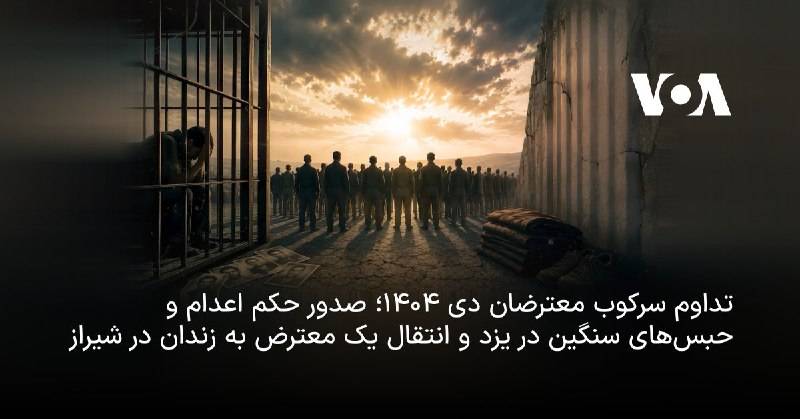 VOA
تداوم سرکوب معترضان دی ۱۴۰۴؛ صدور حکم اعدام و
حبس‌های سنگین در یزد و انتقال یک معترض به زندان در شیراز